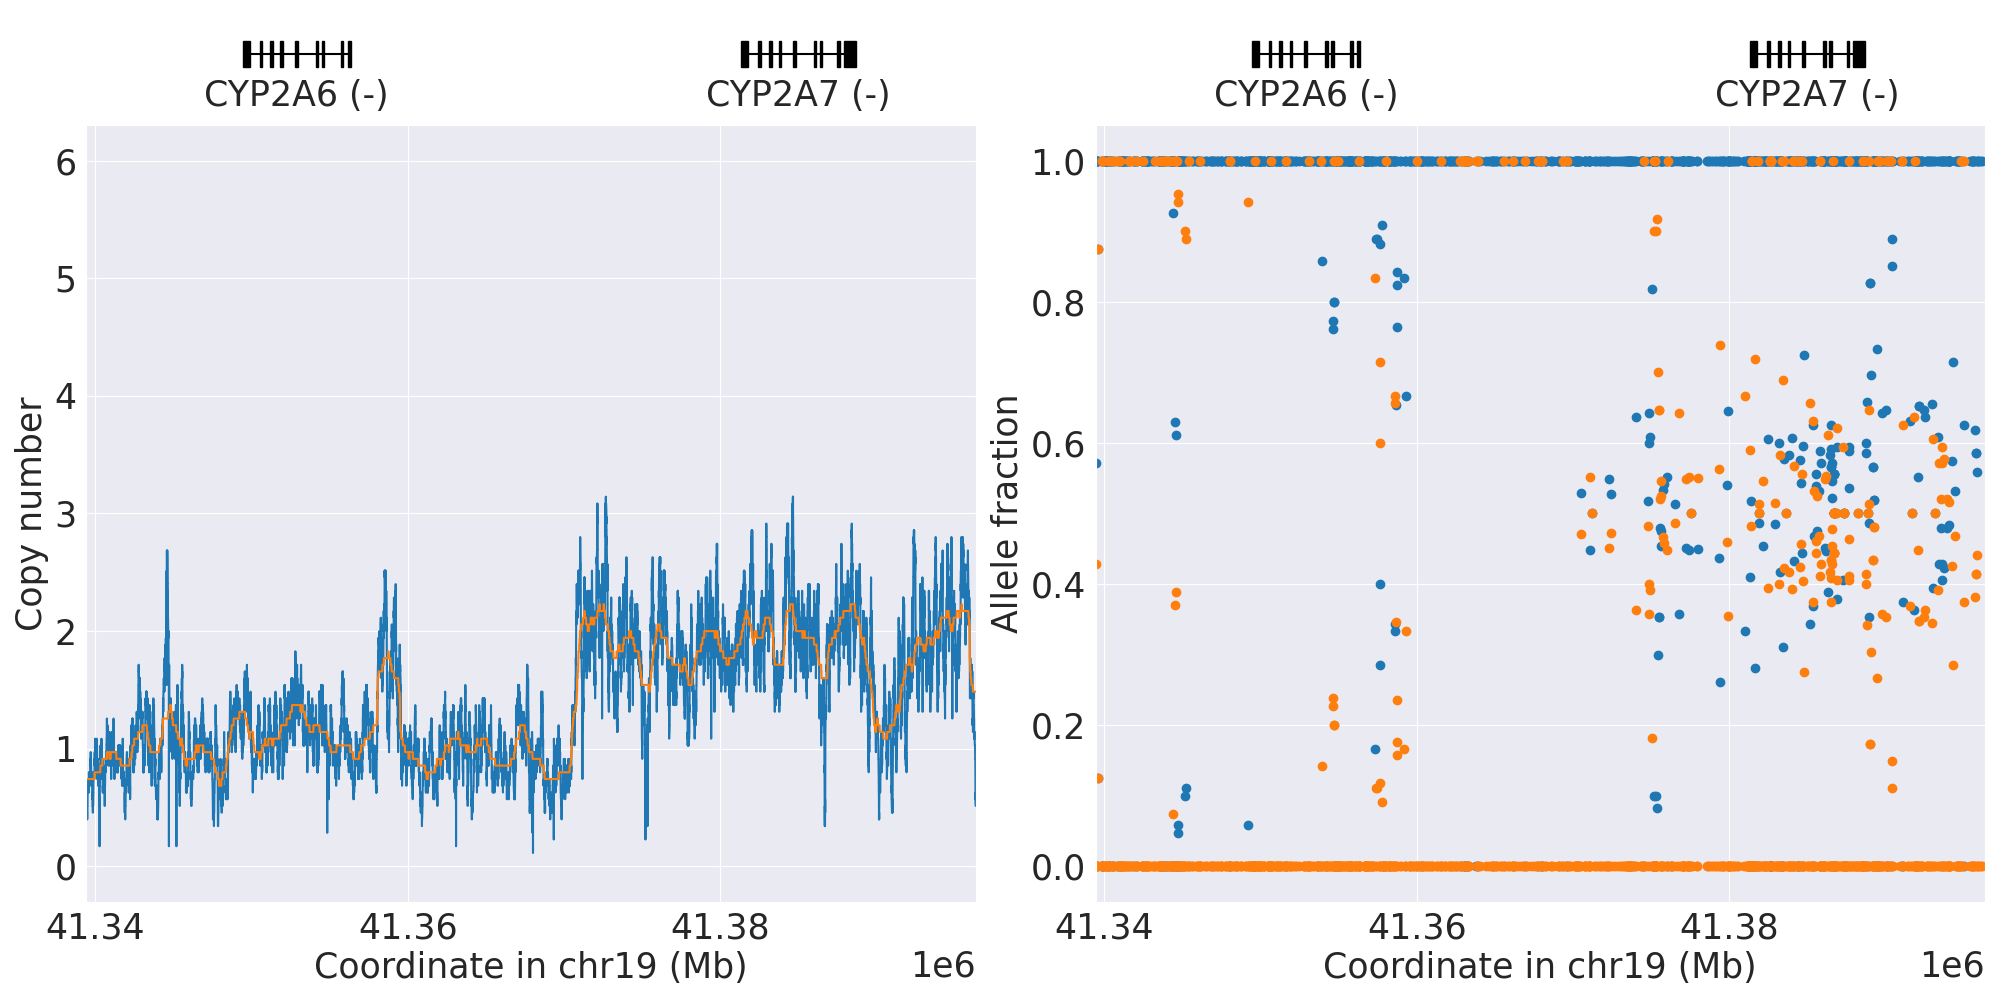 CYP2A6 (-)
CYP2A7 (-)
CYP2A6 (-)
CYP2A7 (-)
6
5
4
3
2
1
0
Copy number
41.34
41.36
41.38
Coordinate in chr19 (Mb)
1e6
1.0
0.8
0.6
0.4
0.2
0.0
Allele fraction
41.34
41.36
41.38
Coordinate in chr19 (Mb)
1e6